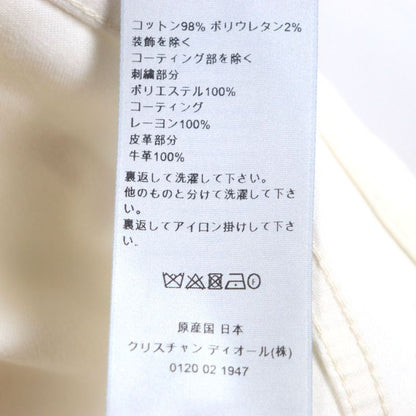 コットン98% ポリウレタン2%
装飾を除く
コーティング部を除く
刺繍部分
ポリエステル100%
コーティング
レーヨン100%
皮革部分
牛革100%
裏返して洗濯して下さい。
他のものと分けて洗濯して下さ
い。
裏返してアイロン掛けして下さ
い.
原産国 日本
クリスチャン ディオール(株)
0120 02 1947